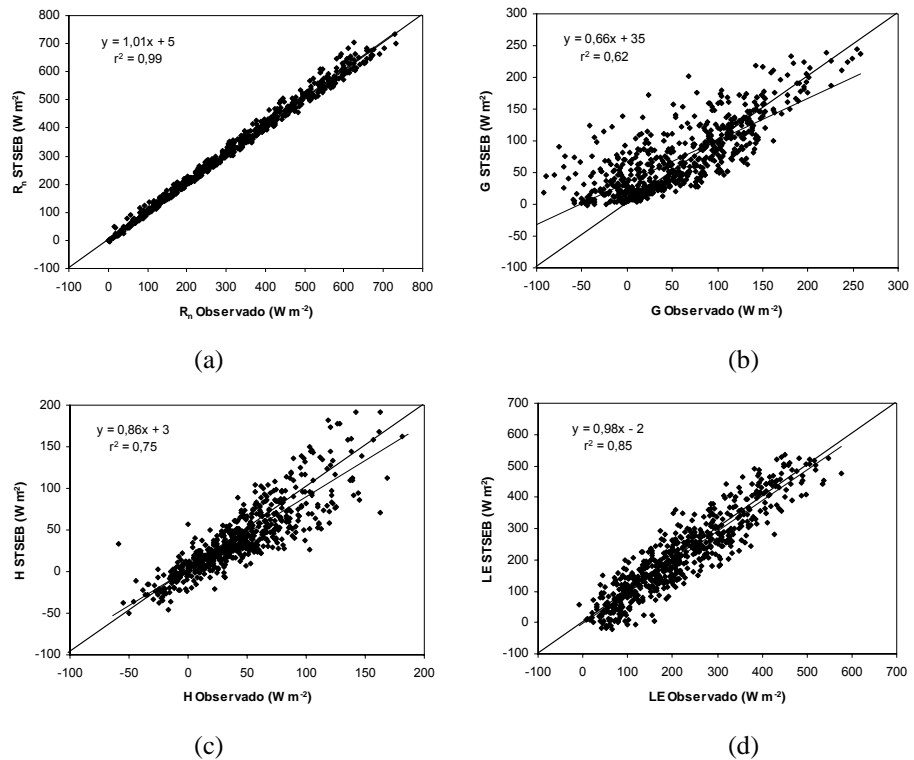 y = 1,01x + 5
r² = 0,99
800
700
600
500
400
300
200
100
0
-100
Rₙ STSEB (W m²)
-100 0 100 200 300 400 500 600 700 800
Rₙ Observado (W m⁻²)
(a)
y = 0,66x + 35
r² = 0,62
300
250
200
150
100
50
0
-50
-100
G STSEB (W m²)
-100 -50 0 50 100 150 200 250 300
G Observado (W m⁻²)
(b)
y = 0,86x + 3
r² = 0,75
200
150
100
50
0
-50
-100
H STSEB (W m²)
-100 -50 0 50 100 150 200
H Observado (W m⁻²)
(c)
y = 0,98x - 2
r² = 0,85
700
600
500
400
300
200
100
0
-100
LE STSEB (W m²)
-100 0 100 200 300 400 500 600 700
LE Observado (W m⁻²)
(d)